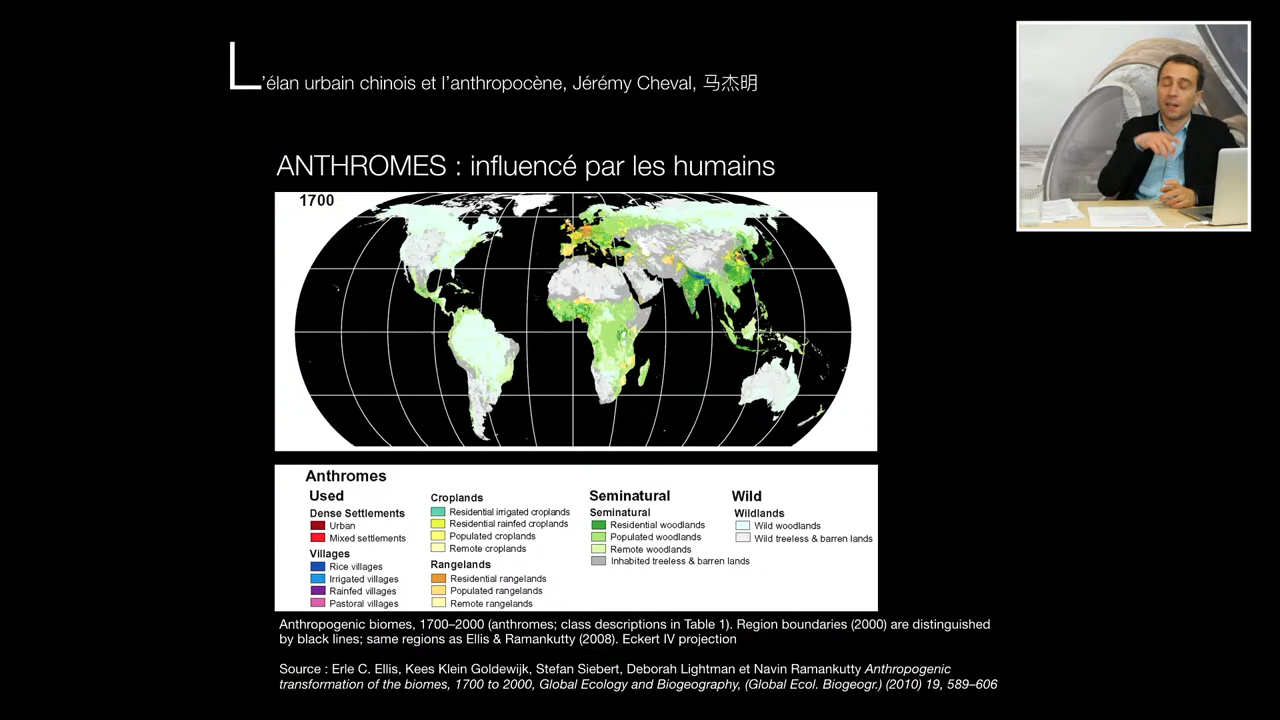 L'élan urbain chinois et l'anthropocène, Jérémy Cheval, 马杰明
ANTHROMES : influencé par les humains
1700
Anthromes
Used
Dense Settlements
Urban
Mixed settlements
Villages
Rice villages
Irrigated villages
Rainfed villages
Pastoral villages
Croplands
Residential irrigated croplands
Residential rainfed croplands
Populated croplands
Remote croplands
Rangelands
Residential rangelands
Populated rangelands
Remote rangelands
Seminatural
Seminatural
Residential woodlands
Populated woodlands
Remote woodlands
Inhabited treeless & barren lands
Wild
Wildlands
Wild woodlands
Wild treeless & barren lands
Anthropogenic biomes, 1700–2000 (anthromes; class descriptions in Table 1). Region boundaries (2000) are distinguished
by black lines; same regions as Ellis & Ramankutty (2008). Eckert IV projection
Source : Erle C. Ellis, Kees Klein Goldewijk, Stefan Siebert, Deborah Lightman et Navin Ramankutty Anthropogenic
transformation of the biomes, 1700 to 2000, Global Ecology and Biogeography, (Global Ecol. Biogeogr.) (2010) 19, 589–606